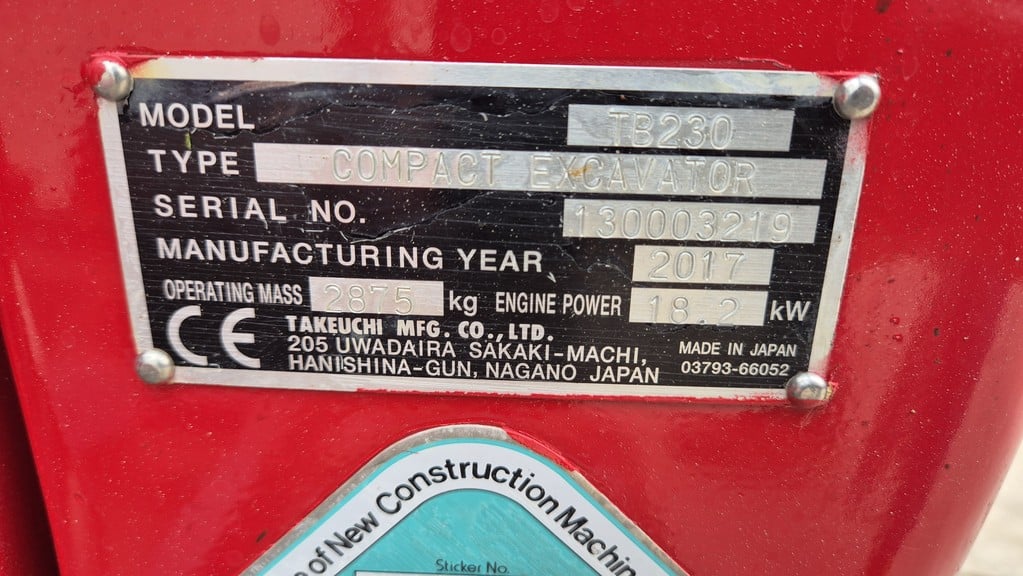 MODEL TB230
TYPE COMPACT EXCAVATOR
SERIAL NO. 130003219
MANUFACTURING YEAR 2017
OPERATING MASS 2875 kg ENGINE POWER 18.2 kW
CE TAKEUCHI MFG. CO., LTD.
205 UWADAIRA SAKAKI-MACHI,
HANISHINA-GUN, NAGANO JAPAN
MADE IN JAPAN
03793-66052
of New Construction Machin
Sticker No.